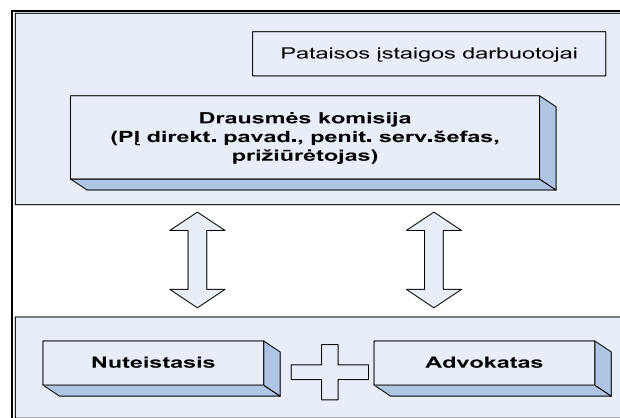 Pataisos įstaigos darbuotojai
Drausmės komisija
(PĮ direkt. pavad., penit. serv.šefas,
prižiūrėtojas)
Nuteistasis
Advokatas